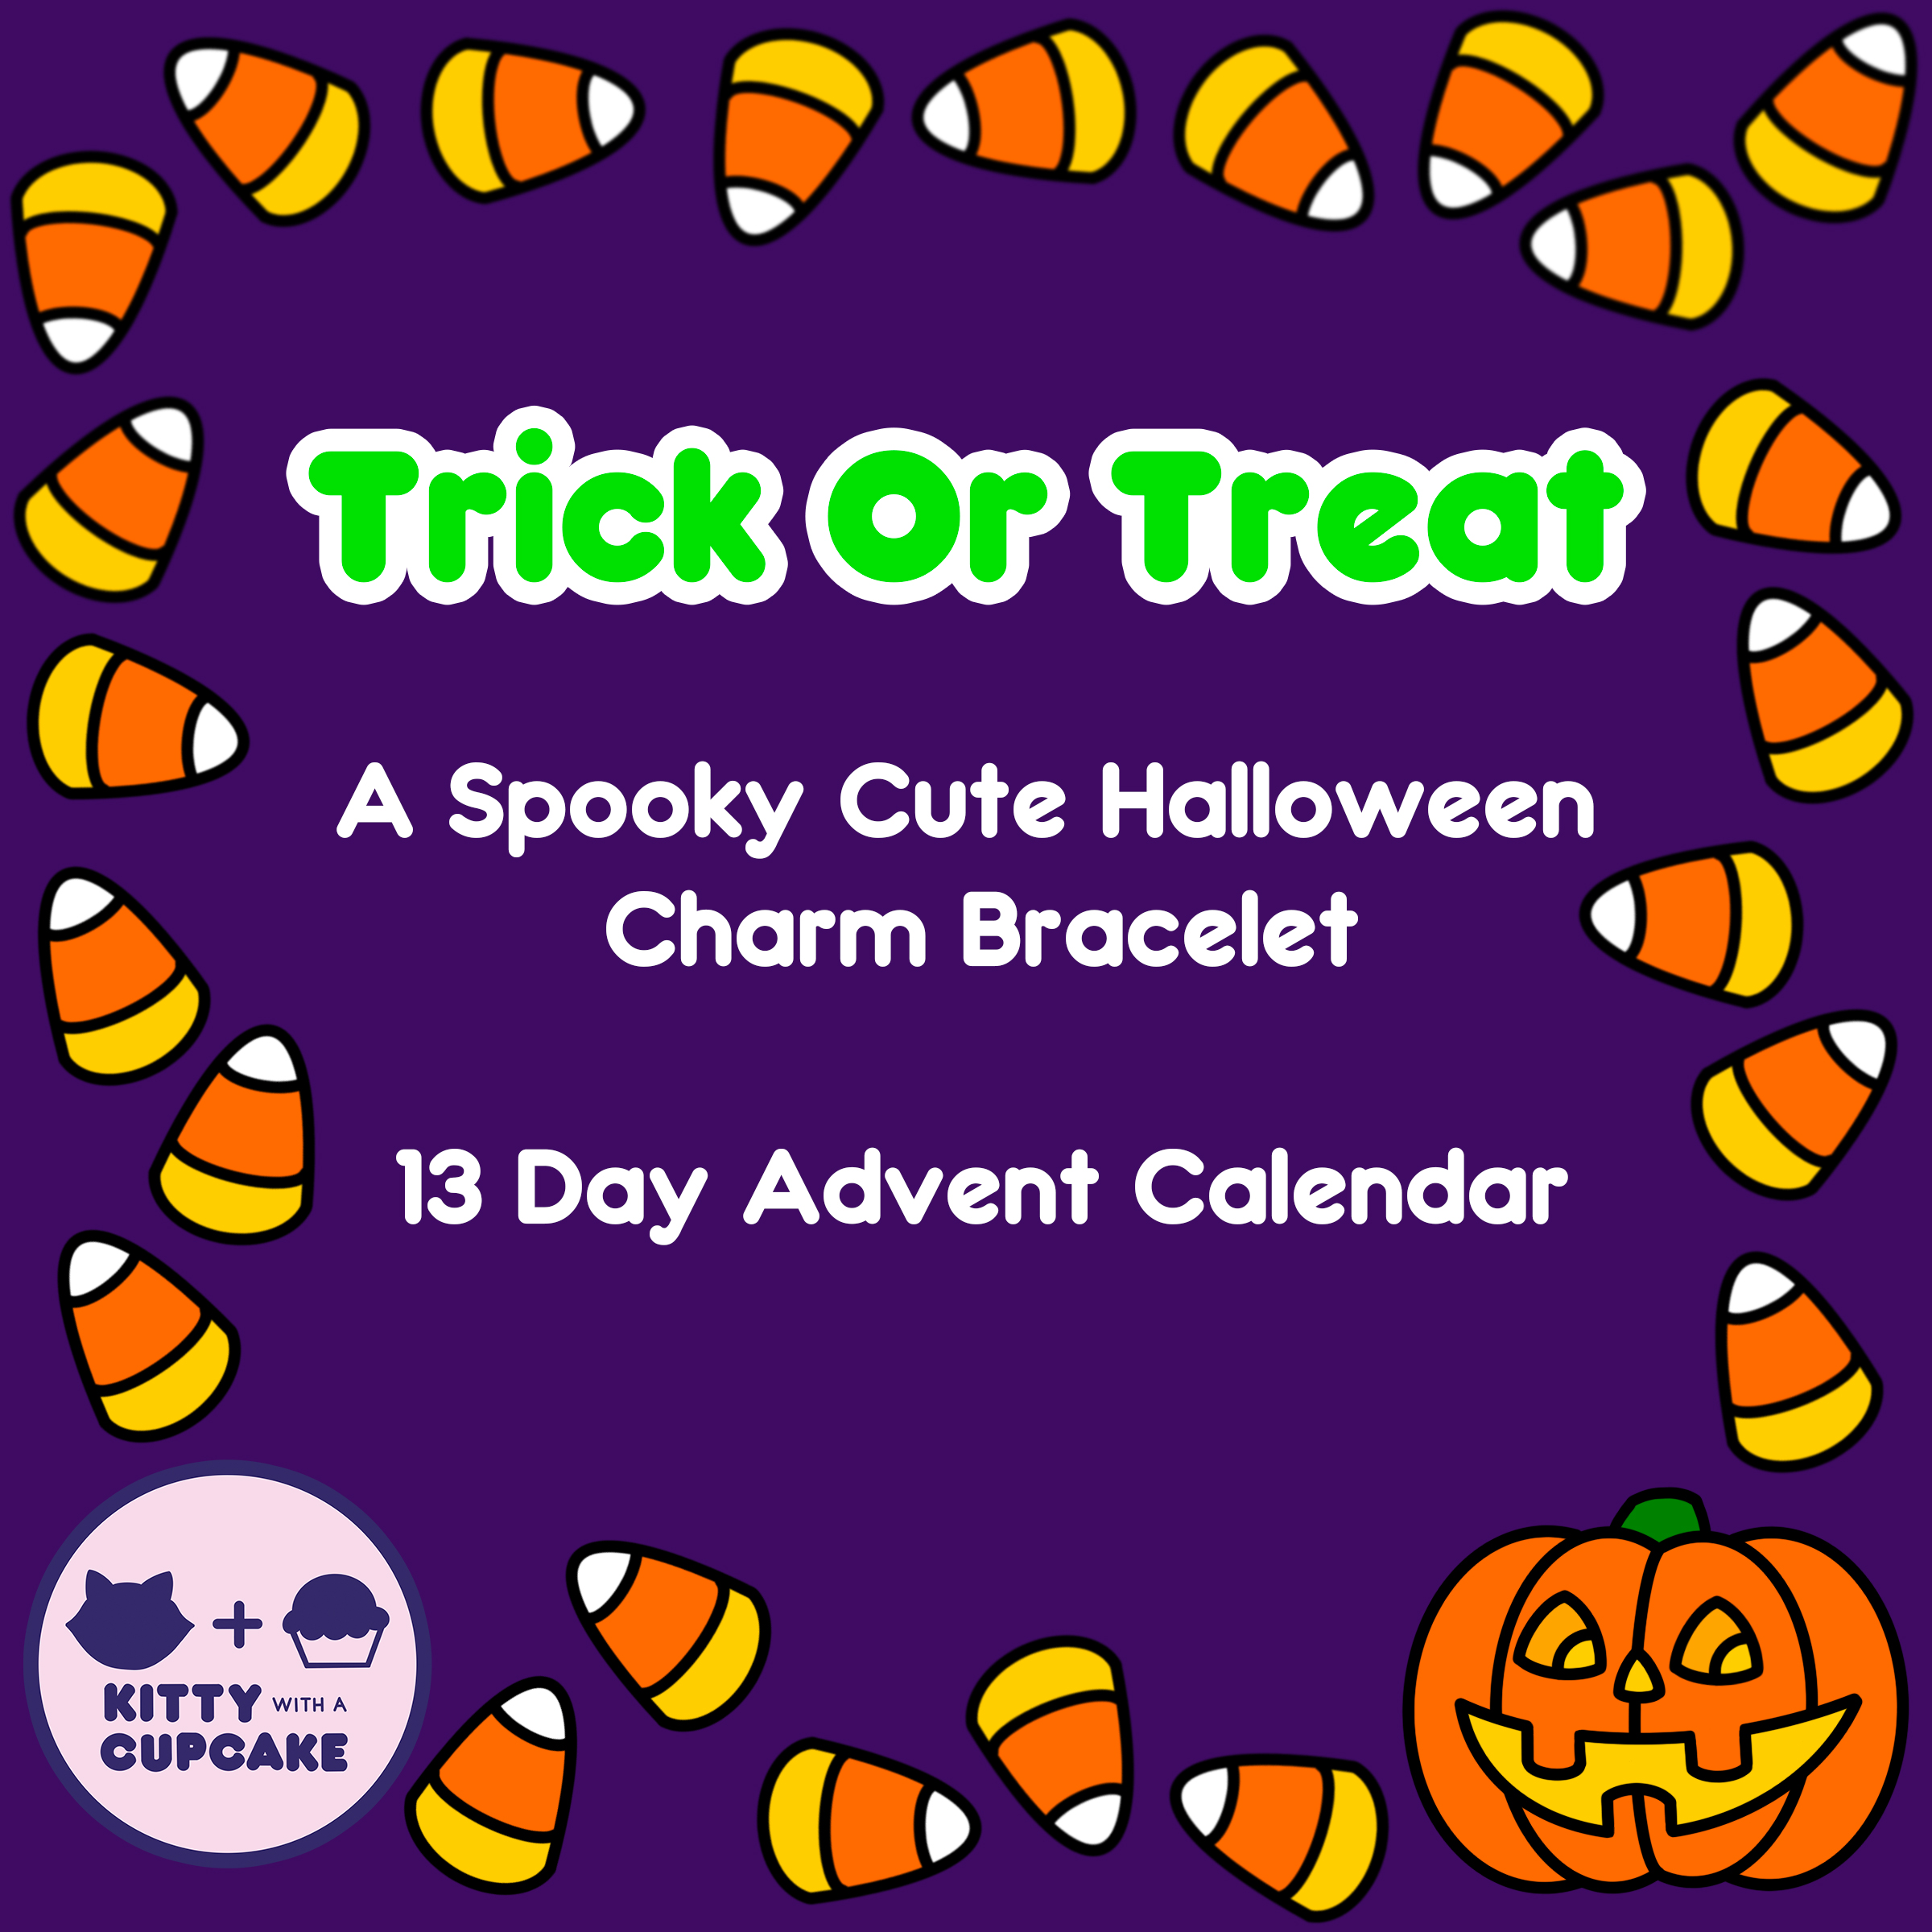 Trick Or Treat
A Spooky Cute Halloween
Charm Bracelet
13 Day Advent Calendar
KITTY WITH A
CUPCAKE